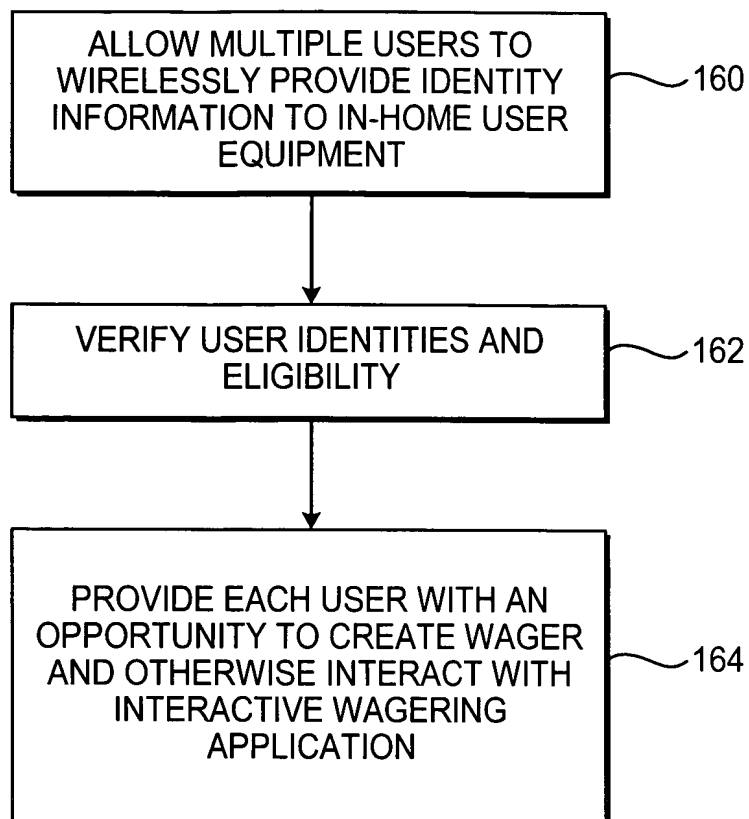 ALLOW MULTIPLE USERS TO
WIRELESSLY PROVIDE IDENTITY
INFORMATION TO IN-HOME USER
EQUIPMENT
160
VERIFY USER IDENTITIES AND
ELIGIBILITY
162
PROVIDE EACH USER WITH AN
OPPORTUNITY TO CREATE WAGER
AND OTHERWISE INTERACT WITH
INTERACTIVE WAGERING
APPLICATION
164